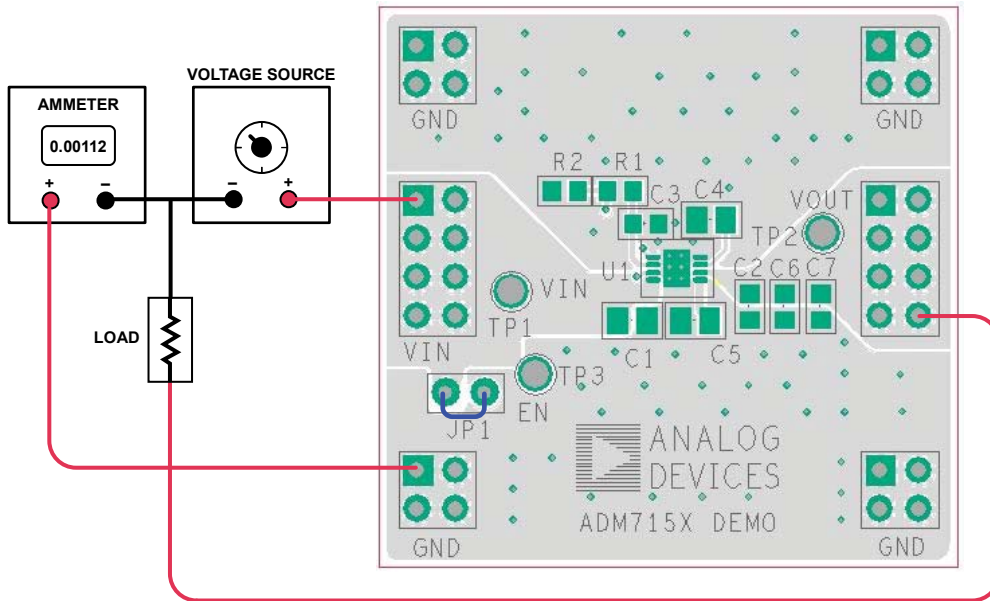 AMMETER
0.00112
+
–
VOLTAGE SOURCE
–
+
LOAD
GND
GND
R2
R1
C3
C4
VOUT
TP2
U1
C2
C6
C7
VIN
TP1
VIN
C1
C5
TP3
EN
JP1
ANALOG
DEVICES
ADM715X DEMO
GND
GND